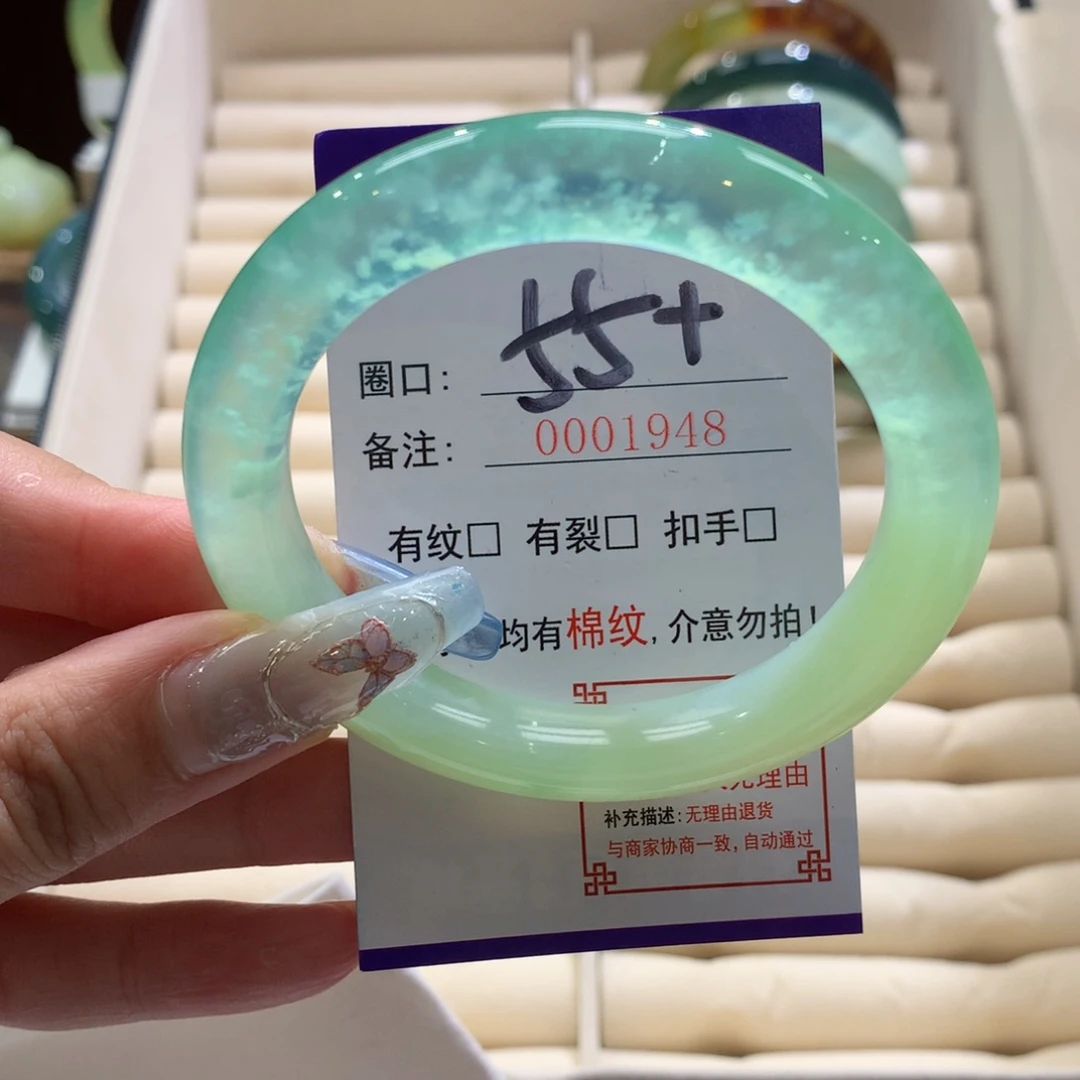 圈口: 55+
备注: 0001948
有纹□ 有裂□ 扣手□
均有棉纹,介意勿拍!
无理由
补充描述:无理由退货
与商家协商一致,自动通过